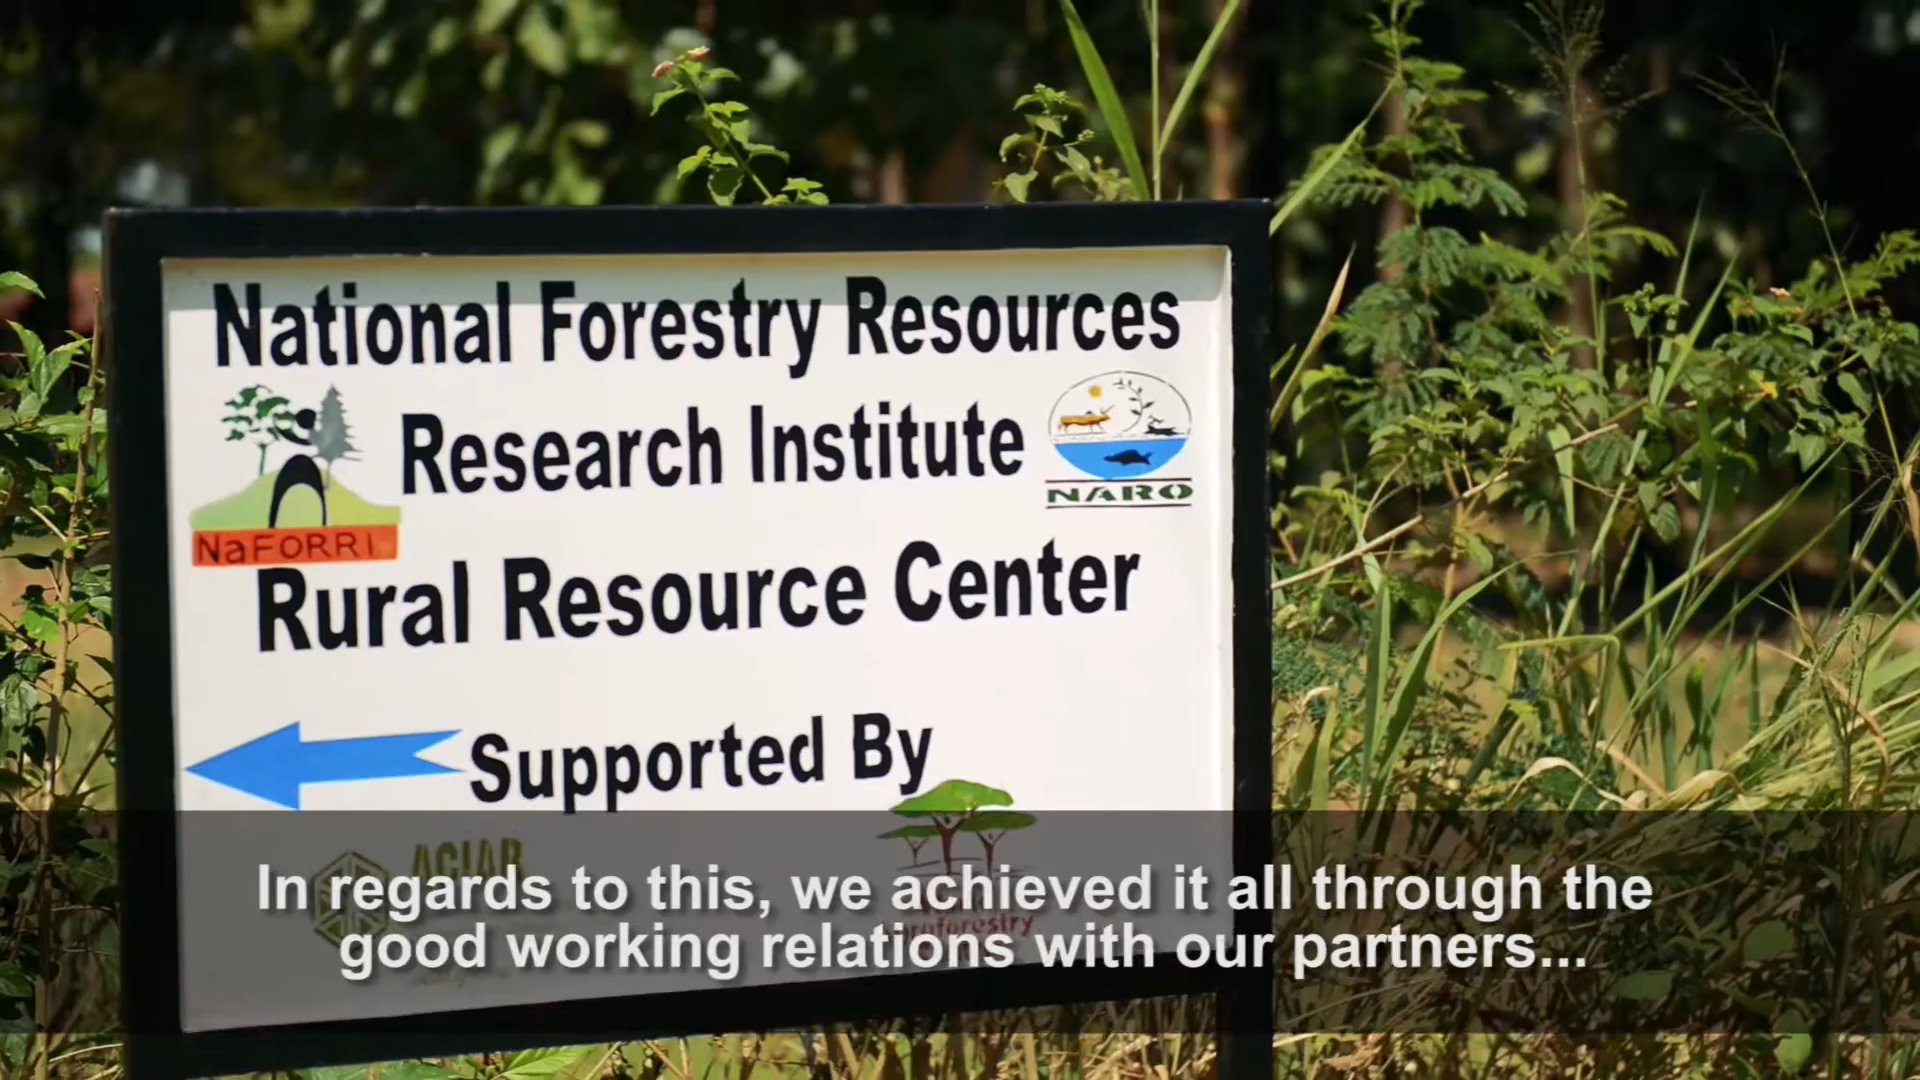 National Forestry Resources
Research Institute
NaFORRI
NARO
Rural Resource Center
Supported By
ACIAR
In regards to this, we achieved it all through the
good working relations with our partners...